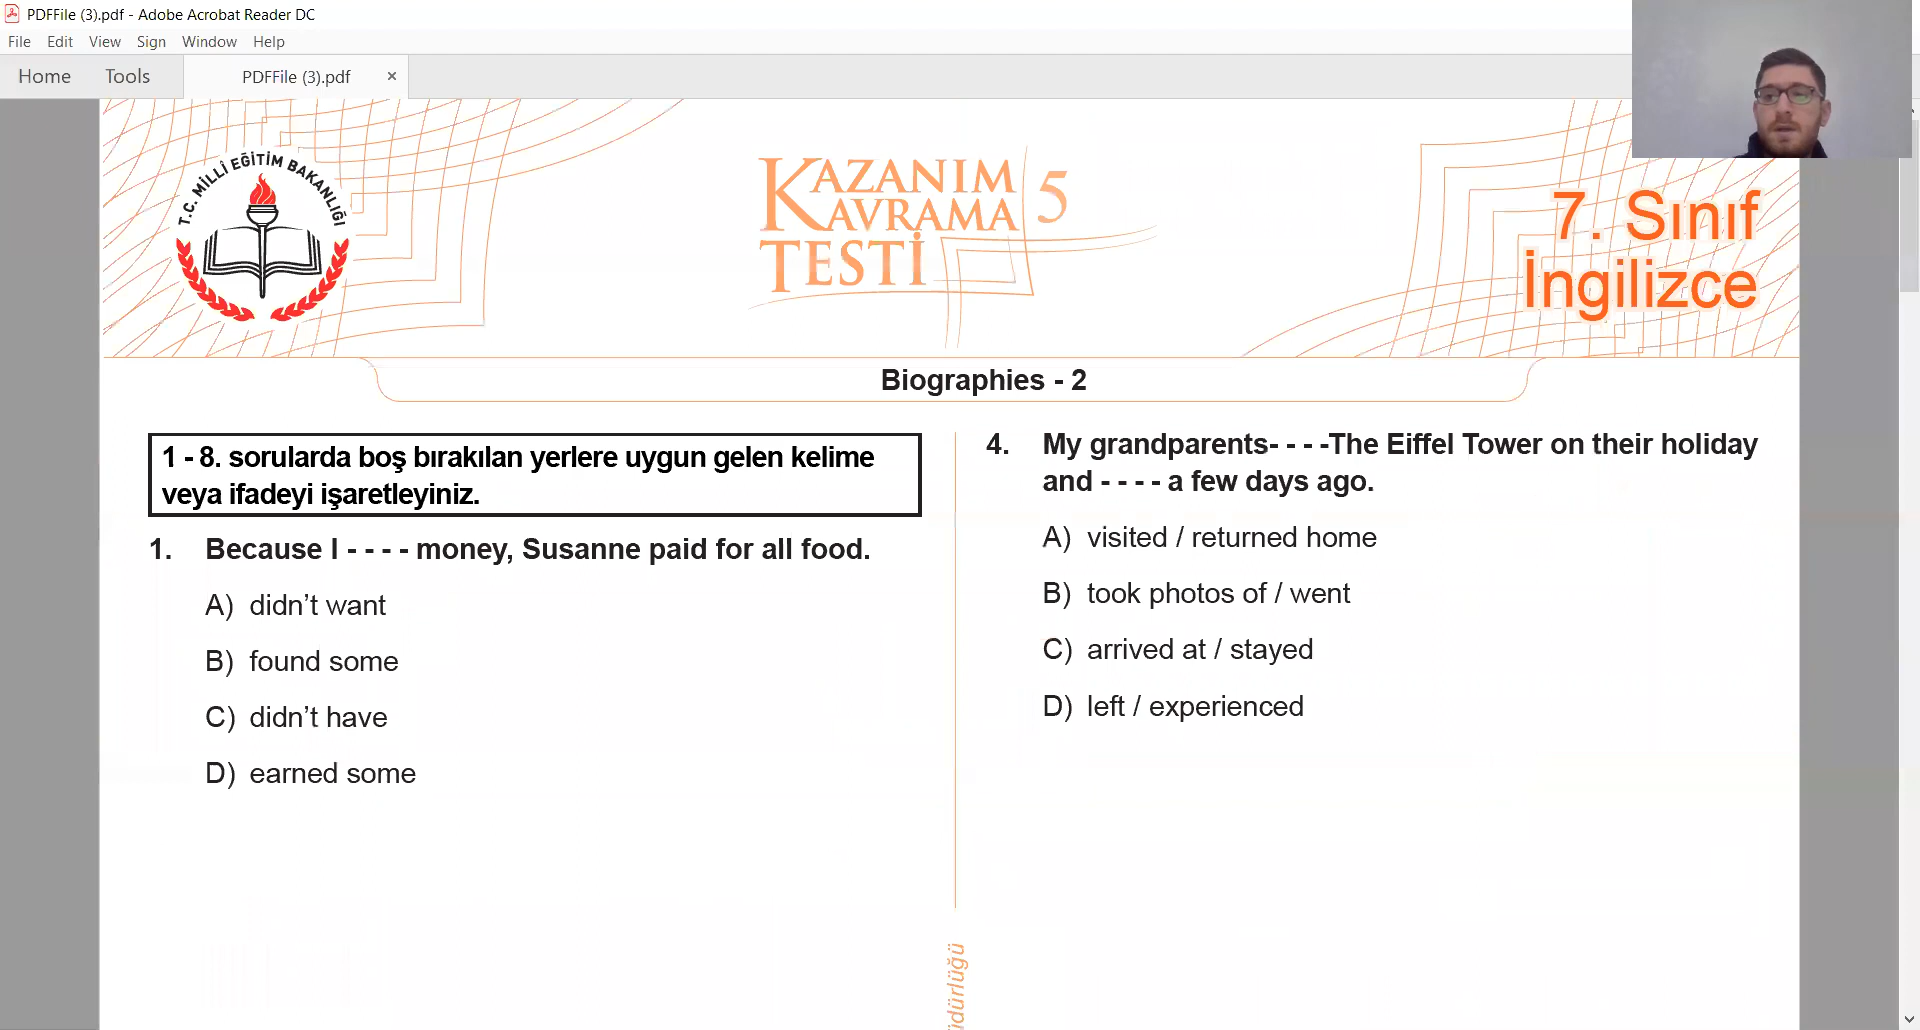 PDFFile (3).pdf - Adobe Acrobat Reader DC
File Edit View Sign Window Help
Home Tools PDFFile (3).pdf ×
T.C. MİLLÎ EĞİTİM BAKANLIĞI
KAZANIM
KAVRAMA
TESTİ
5
7. Sınıf
İngilizce
Biographies - 2
1 - 8. sorularda boş bırakılan yerlere uygun gelen kelime
veya ifadeyi işaretleyiniz.
1. Because I - - - - money, Susanne paid for all food.
A) didn’t want
B) found some
C) didn’t have
D) earned some
4. My grandparents- - - -The Eiffel Tower on their holiday
and - - - - a few days ago.
A) visited / returned home
B) took photos of / went
C) arrived at / stayed
D) left / experienced